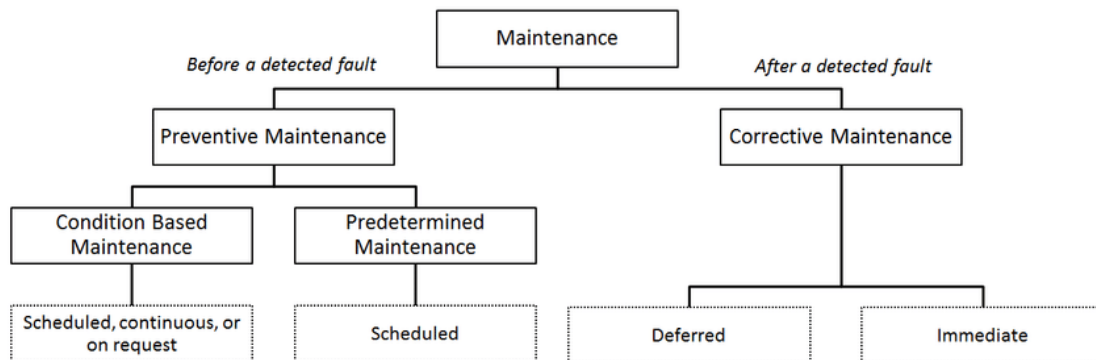 Maintenance
Before a detected fault
After a detected fault
Preventive Maintenance
Corrective Maintenance
Condition Based
Maintenance
Predetermined
Maintenance
Scheduled, continuous, or
on request
Scheduled
Deferred
Immediate